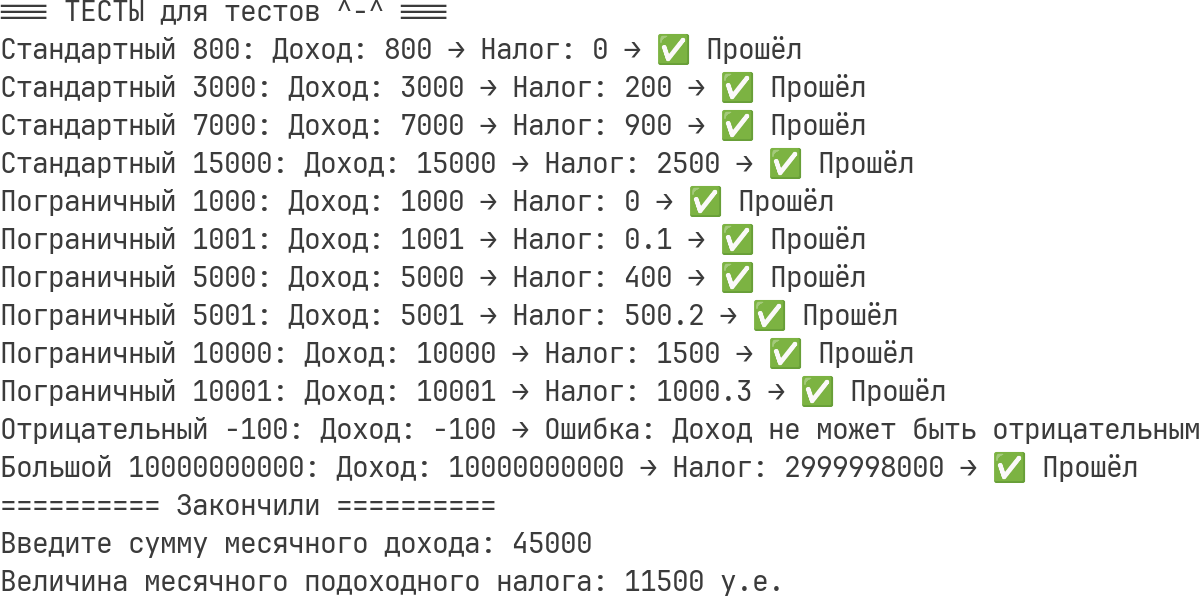 === ТЕСТЫ для тестов ^-^ ===
Стандартный 800: Доход: 800 → Налог: 0 → ✅ Прошёл
Стандартный 3000: Доход: 3000 → Налог: 200 → ✅ Прошёл
Стандартный 7000: Доход: 7000 → Налог: 900 → ✅ Прошёл
Стандартный 15000: Доход: 15000 → Налог: 2500 → ✅ Прошёл
Пограничный 1000: Доход: 1000 → Налог: 0 → ✅ Прошёл
Пограничный 1001: Доход: 1001 → Налог: 0.1 → ✅ Прошёл
Пограничный 5000: Доход: 5000 → Налог: 400 → ✅ Прошёл
Пограничный 5001: Доход: 5001 → Налог: 500.2 → ✅ Прошёл
Пограничный 10000: Доход: 10000 → Налог: 1500 → ✅ Прошёл
Пограничный 10001: Доход: 10001 → Налог: 1000.3 → ✅ Прошёл
Отрицательный -100: Доход: -100 → Ошибка: Доход не может быть отрицательным
Большой 10000000000: Доход: 10000000000 → Налог: 2999998000 → ✅ Прошёл
========== Закончили ==========
Введите сумму месячного дохода: 45000
Величина месячного подоходного налога: 11500 у.е.